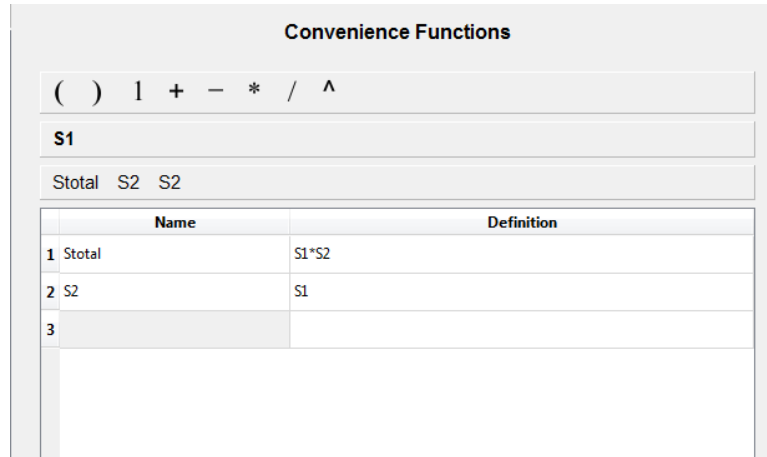 Convenience Functions
( ) 1 + − * / ^
S1
Stotal S2 S2
Name Definition
1 Stotal S1*S2
2 S2 S1
3